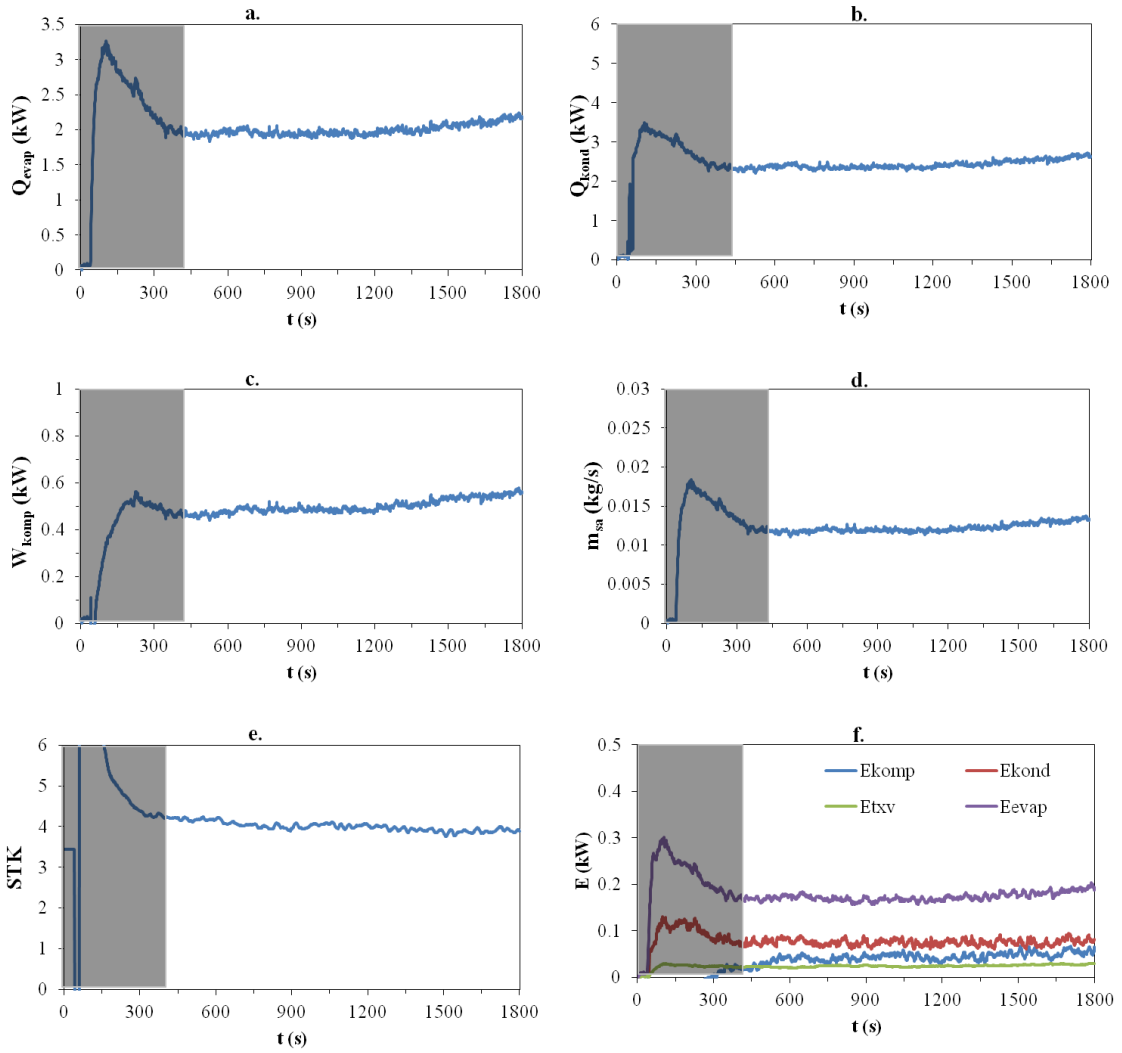 a.
3.5
3
2.5
2
1.5
1
0.5
0
Qevap (kW)
0 300 600 900 1200 1500 1800
t (s)
b.
6
5
4
3
2
1
0
Qkond (kW)
0 300 600 900 1200 1500 1800
t (s)
c.
1
0.8
0.6
0.4
0.2
0
Wkomp (kW)
0 300 600 900 1200 1500 1800
t (s)
d.
0.03
0.025
0.02
0.015
0.01
0.005
0
msa (kg/s)
0 300 600 900 1200 1500 1800
t (s)
e.
6
5
4
3
2
1
0
STK
0 300 600 900 1200 1500 1800
t (s)
f.
0.5
0.4
0.3
0.2
0.1
0
E (kW)
Ekomp Ekond
Etxv Eevap
0 300 600 900 1200 1500 1800
t (s)